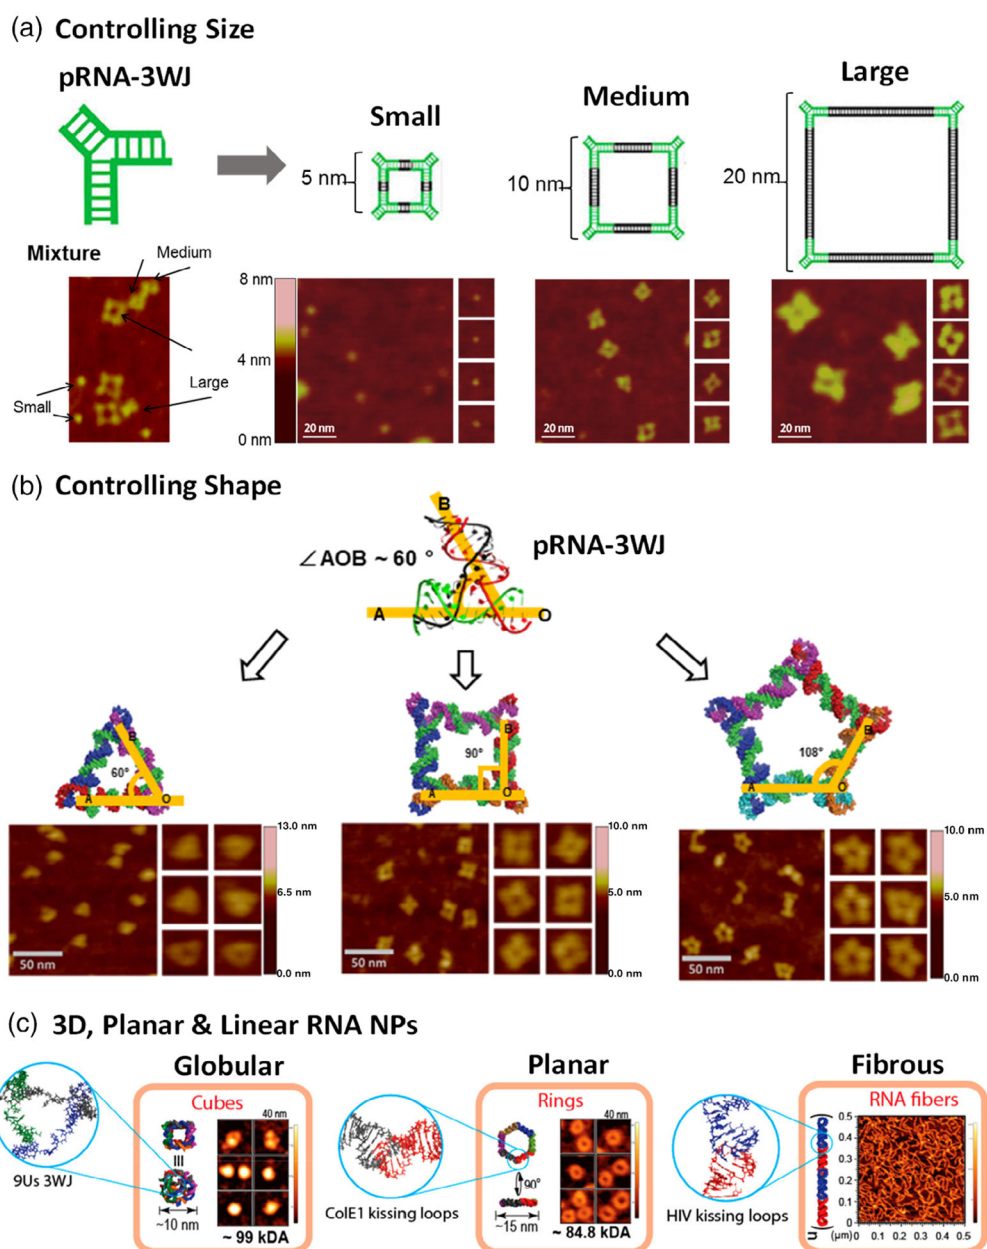 (a) Controlling Size
pRNA-3WJ
Small
Medium
Large
5 nm
10 nm
20 nm
Mixture
Medium
Large
Small
8 nm
4 nm
0 nm
20 nm
20 nm
20 nm
(b) Controlling Shape
B
∠AOB ~ 60 °
pRNA-3WJ
A
O
B
60°
A
O
B
90°
A
O
B
108°
A
O
13.0 nm
6.5 nm
0.0 nm
50 nm
10.0 nm
5.0 nm
0.0 nm
50 nm
10.0 nm
5.0 nm
0.0 nm
50 nm
(c) 3D, Planar & Linear RNA NPs
Globular
Cubes
40 nm
9Us 3WJ
~10 nm
~ 99 kDA
Planar
Rings
40 nm
90°
ColE1 kissing loops
~15 nm
~ 84.8 kDA
Fibrous
RNA fibers
0.5
0.4
0.3
0.2
0.1
0
HIV kissing loops
n
(µm)
0 0.1 0.2 0.3 0.4 0.5